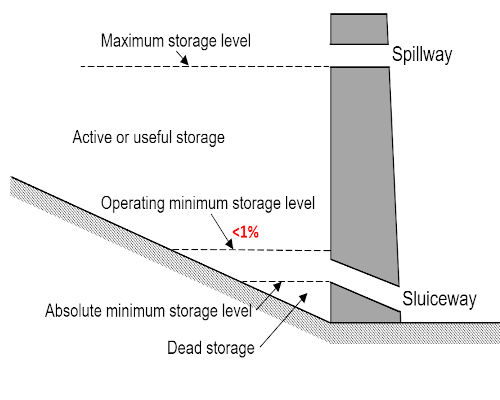 Maximum storage level
Spillway
Active or useful storage
Operating minimum storage level
<1%
Sluiceway
Absolute minimum storage level
Dead storage